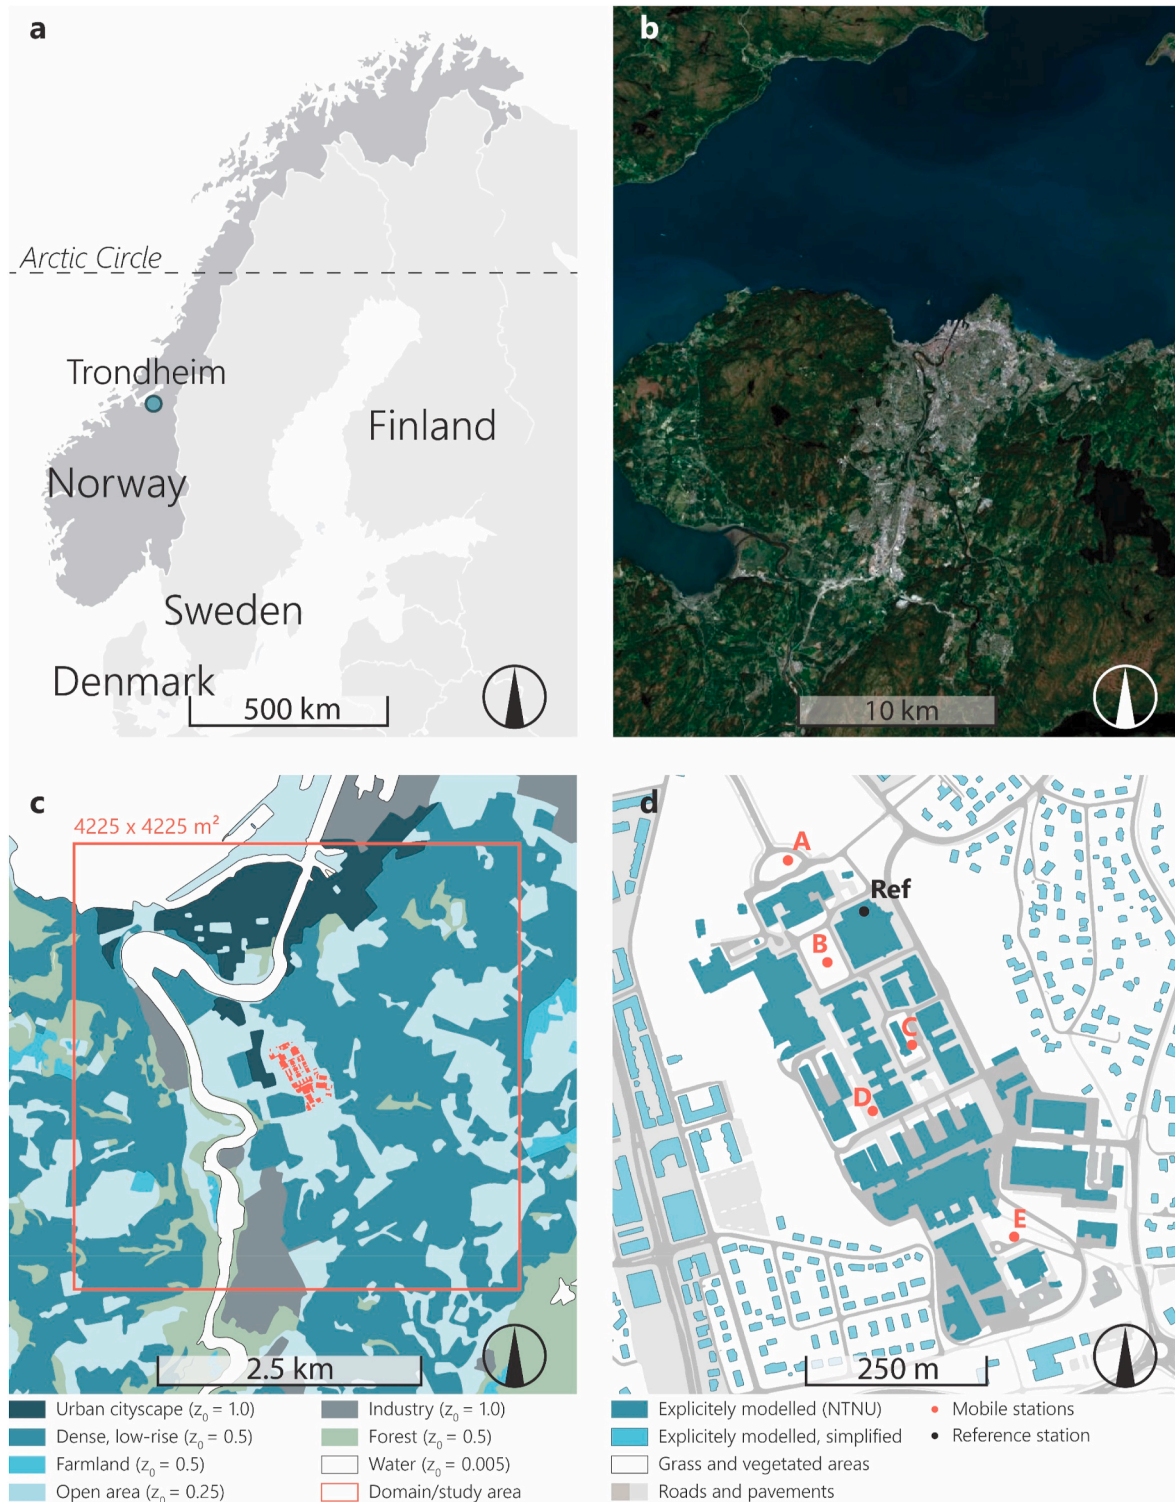 a
Arctic Circle
Trondheim
Finland
Norway
Sweden
Denmark
500 km
b
10 km
c
4225 x 4225 m²
2.5 km
d
A
Ref
B
C
D
E
250 m
Urban cityscape (z₀ = 1.0)
Dense, low-rise (z₀ = 0.5)
Farmland (z₀ = 0.5)
Open area (z₀ = 0.25)
Industry (z₀ = 1.0)
Forest (z₀ = 0.5)
Water (z₀ = 0.005)
Domain/study area
Explicitely modelled (NTNU)
Explicitely modelled, simplified
Grass and vegetated areas
Roads and pavements
Mobile stations
Reference station